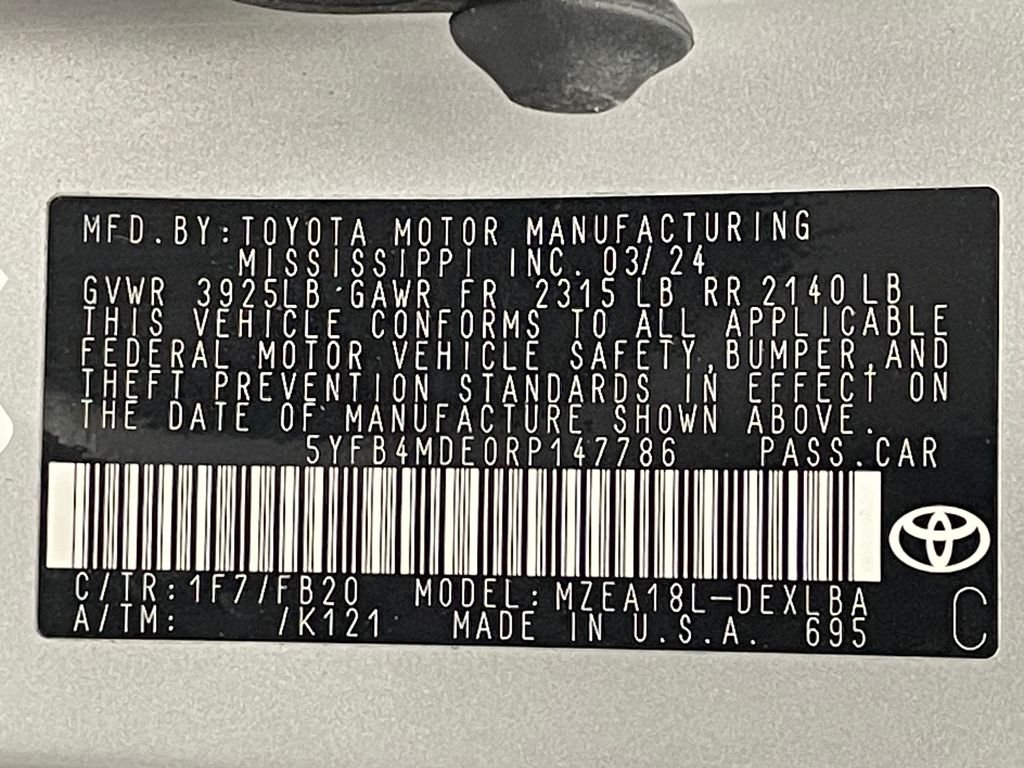 MFD.BY:TOYOTA MOTOR MANUFACTURING
MISSISSIPPI INC. 03/24
GVWR 3925LB GAWR FR 2315 LB RR 2140 LB
THIS VEHICLE CONFORMS TO ALL APPLICABLE
FEDERAL MOTOR VEHICLE SAFETY,BUMPER,AND
THEFT PREVENTION STANDARDS IN EFFECT ON
THE DATE OF MANUFACTURE SHOWN ABOVE.
5YFB4MDE0RP147786 PASS.CAR
C/TR:1F7/FB20 MODEL:MZEA18L-DEXLBA
A/TM: /K121 MADE IN U.S.A. 695
C